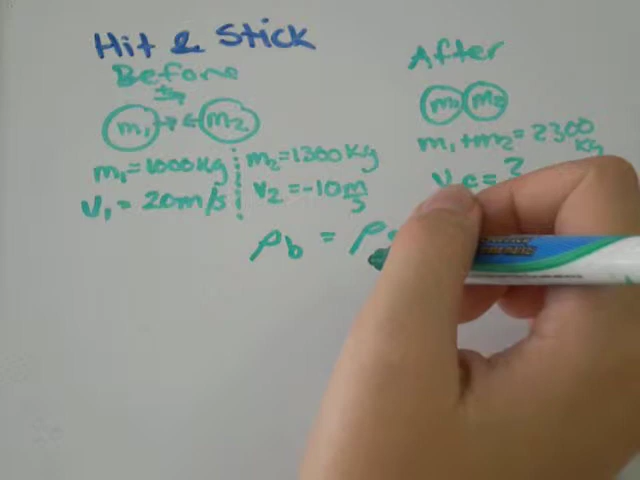 Hit & Stick
Before
After
m₁ m₂
m₁ m₂
m₁ = 1000 kg
m₂ = 1300 kg
m₁ + m₂ = 2300 kg
v₁ = 20 m/s
v₂ = -10 m/s
v c = ?
Pb = P